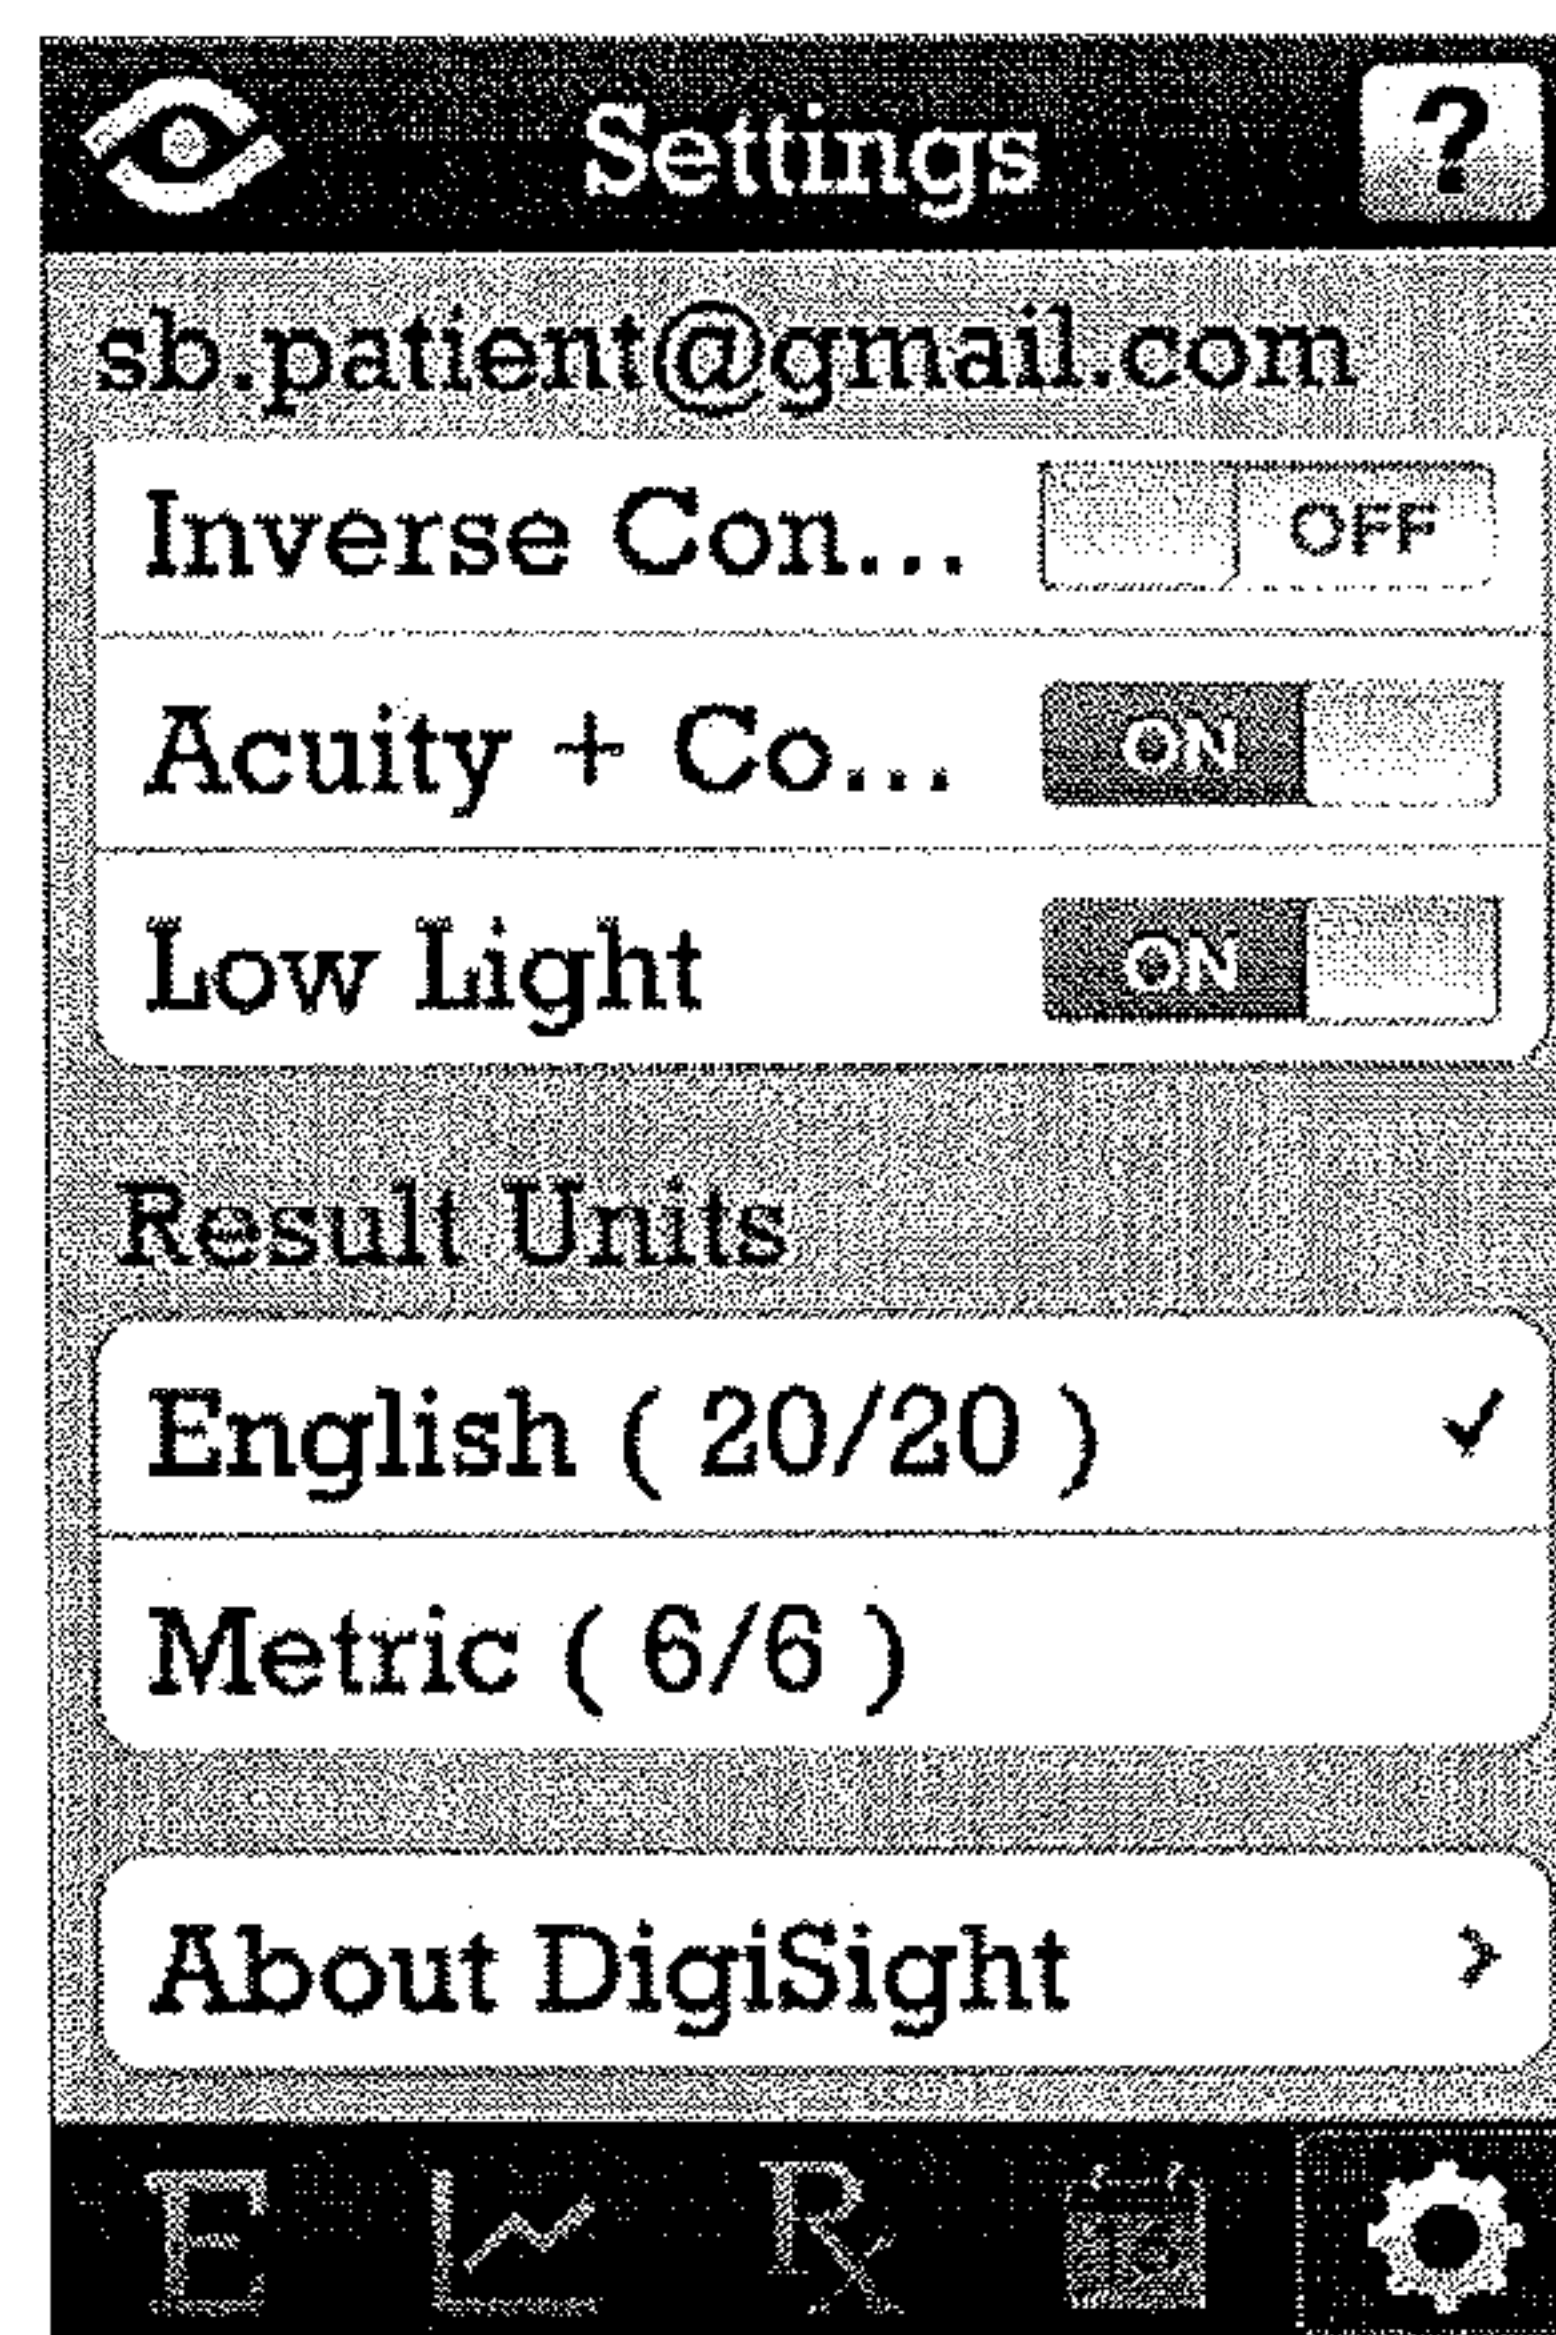 Settings ?
sb.patient@gmail.com
Inverse Con... OFF
Acuity + Co... ON
Low Light ON
Result Units
English ( 20/20 ) ✓
Metric ( 6/6 )
About DigiSight >
E Rx